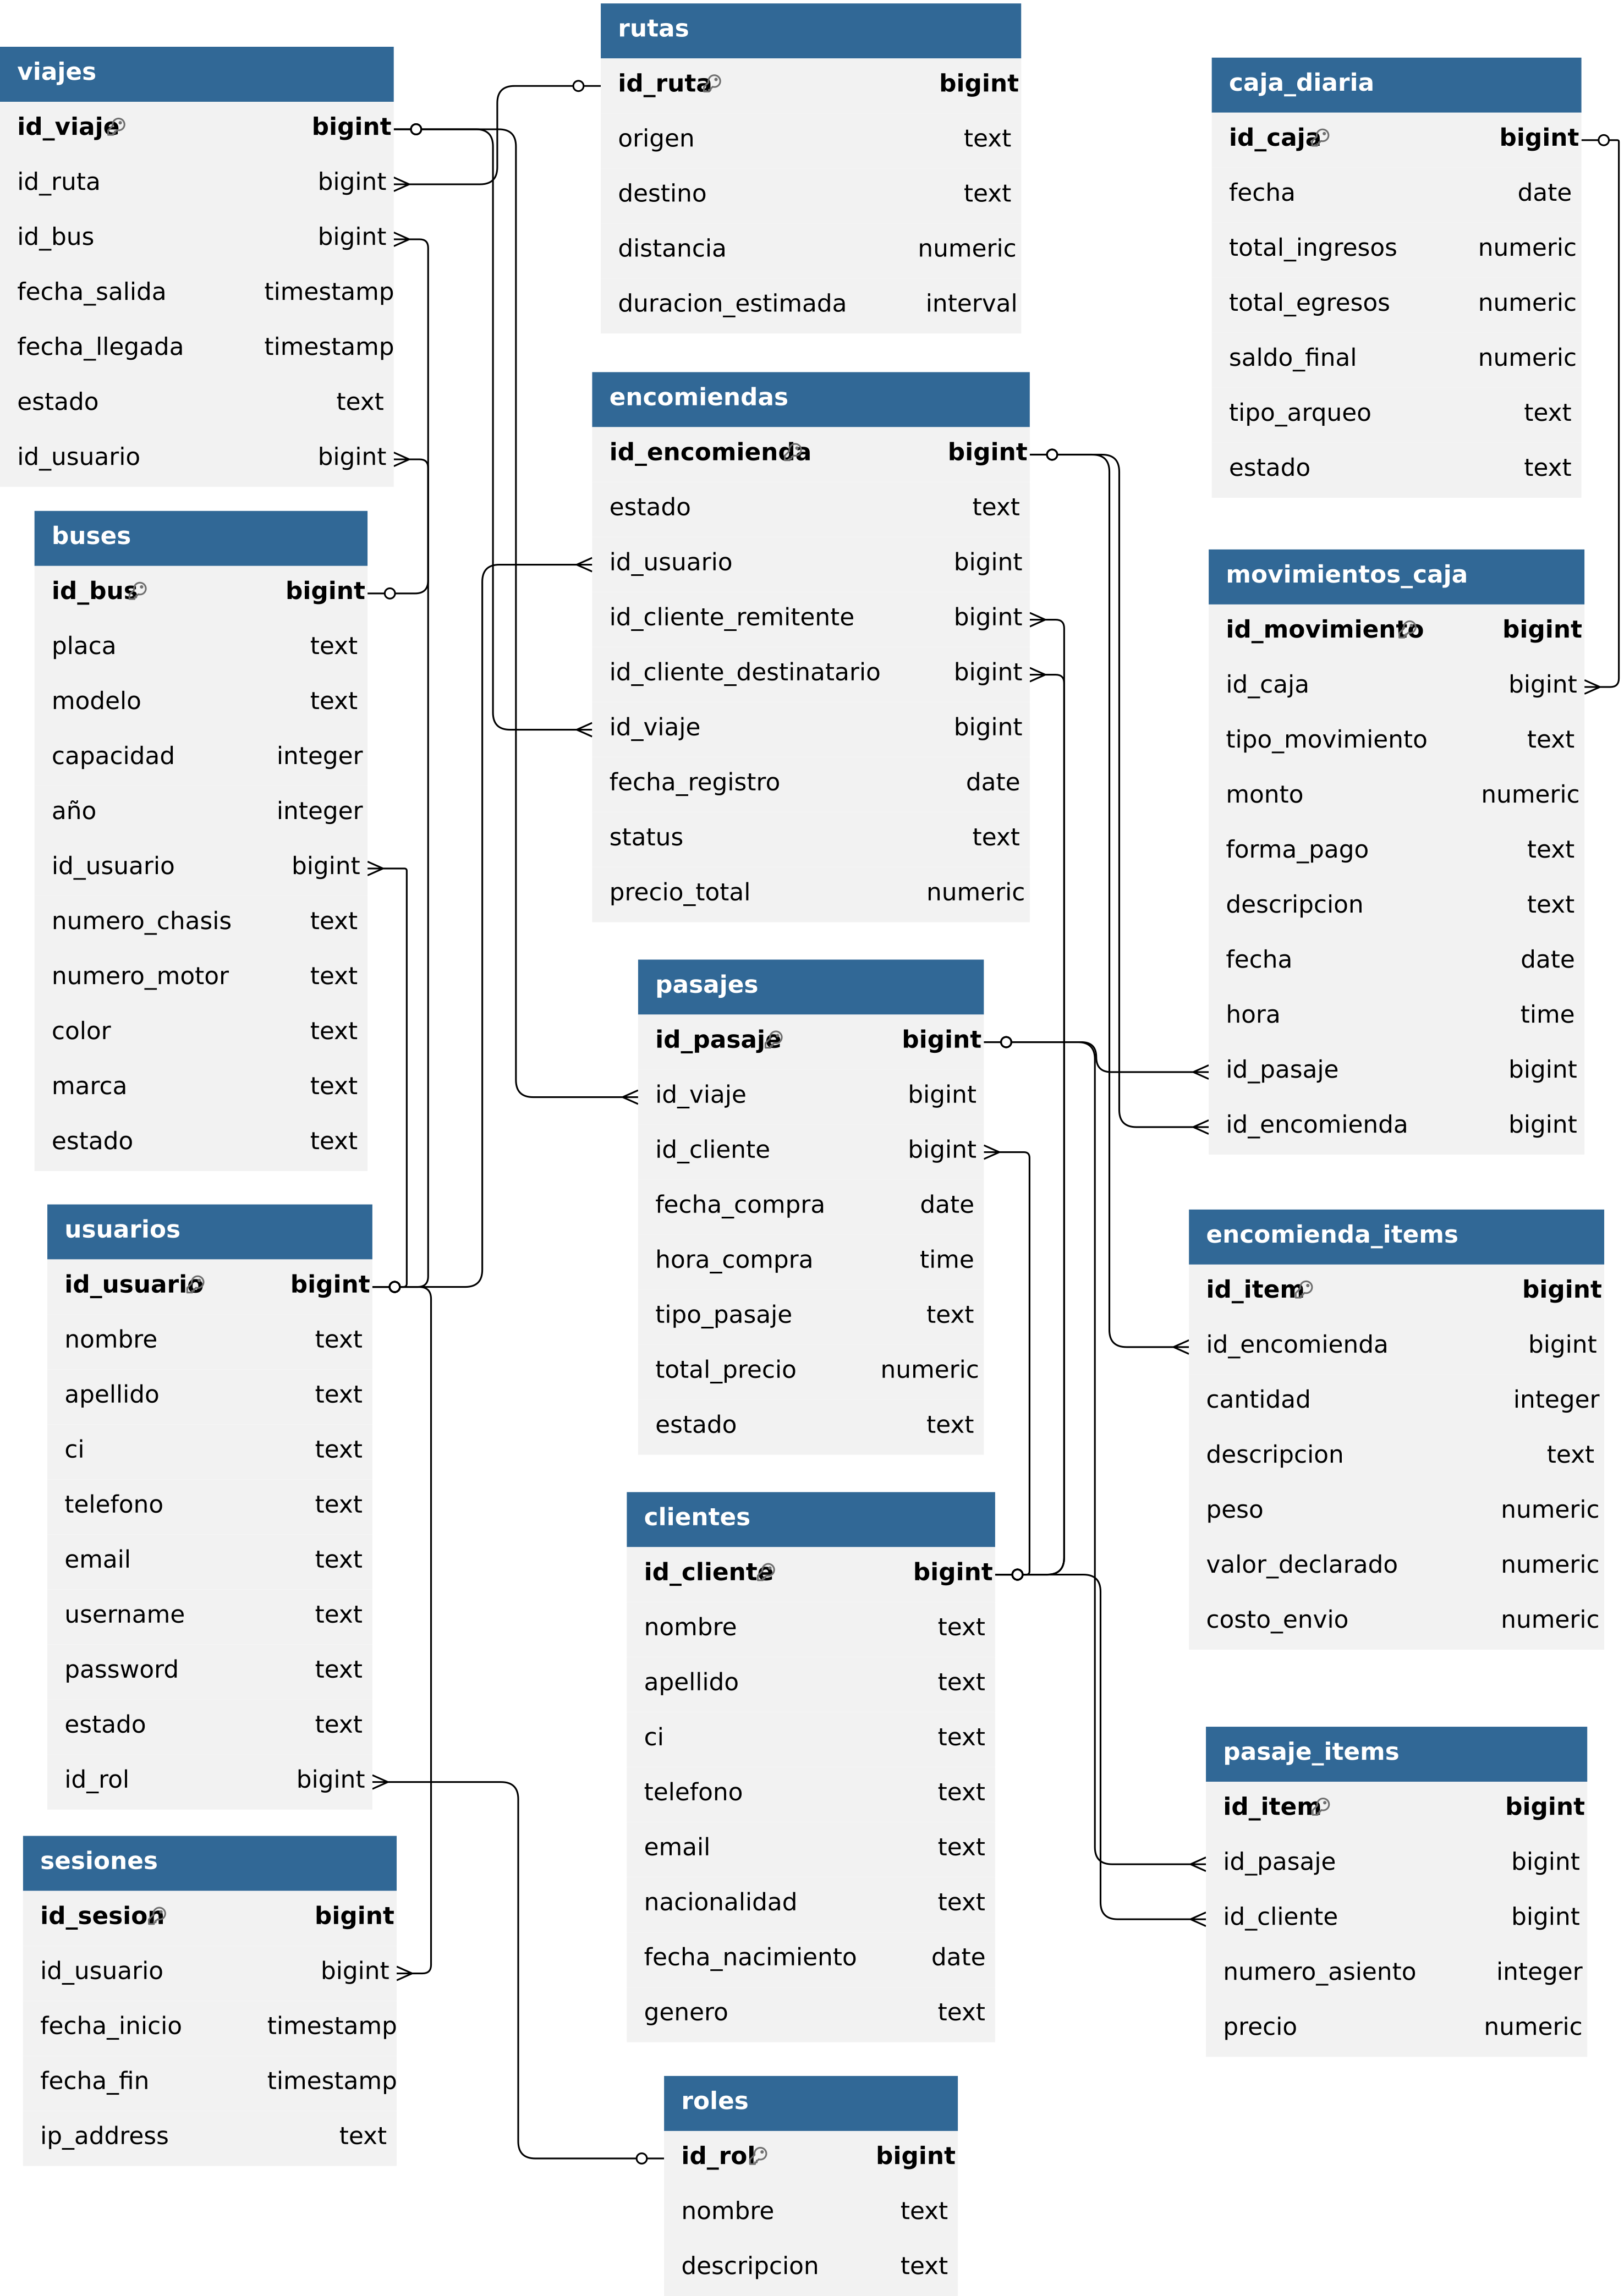 viajes
id_viaje bigint
id_ruta bigint
id_bus bigint
fecha_salida timestamp
fecha_llegada timestamp
estado text
id_usuario bigint
buses
id_bus bigint
placa text
modelo text
capacidad integer
año integer
id_usuario bigint
numero_chasis text
numero_motor text
color text
marca text
estado text
usuarios
id_usuario bigint
nombre text
apellido text
ci text
telefono text
email text
username text
password text
estado text
id_rol bigint
sesiones
id_sesion bigint
id_usuario bigint
fecha_inicio timestamp
fecha_fin timestamp
ip_address text
rutas
id_ruta bigint
origen text
destino text
distancia numeric
duracion_estimada interval
encomiendas
id_encomienda bigint
estado text
id_usuario bigint
id_cliente_remitente bigint
id_cliente_destinatario bigint
id_viaje bigint
fecha_registro date
status text
precio_total numeric
pasajes
id_pasaje bigint
id_viaje bigint
id_cliente bigint
fecha_compra date
hora_compra time
tipo_pasaje text
total_precio numeric
estado text
clientes
id_cliente bigint
nombre text
apellido text
ci text
telefono text
email text
nacionalidad text
fecha_nacimiento date
genero text
roles
id_rol bigint
nombre text
descripcion text
caja_diaria
id_caja bigint
fecha date
total_ingresos numeric
total_egresos numeric
saldo_final numeric
tipo_arqueo text
estado text
movimientos_caja
id_movimiento bigint
id_caja bigint
tipo_movimiento text
monto numeric
forma_pago text
descripcion text
fecha date
hora time
id_pasaje bigint
id_encomienda bigint
encomienda_items
id_item bigint
id_encomienda bigint
cantidad integer
descripcion text
peso numeric
valor_declarado numeric
costo_envio numeric
pasaje_items
id_item bigint
id_pasaje bigint
id_cliente bigint
numero_asiento integer
precio numeric